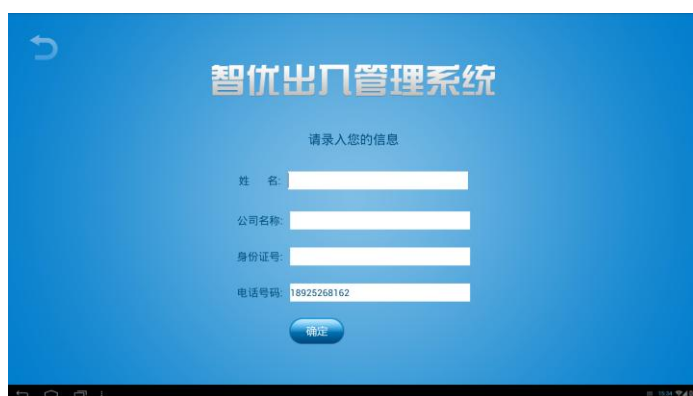 智优出入管理系统
请录入您的信息
姓 名:
公司名称:
身份证号:
电话号码: 18925268162
确定